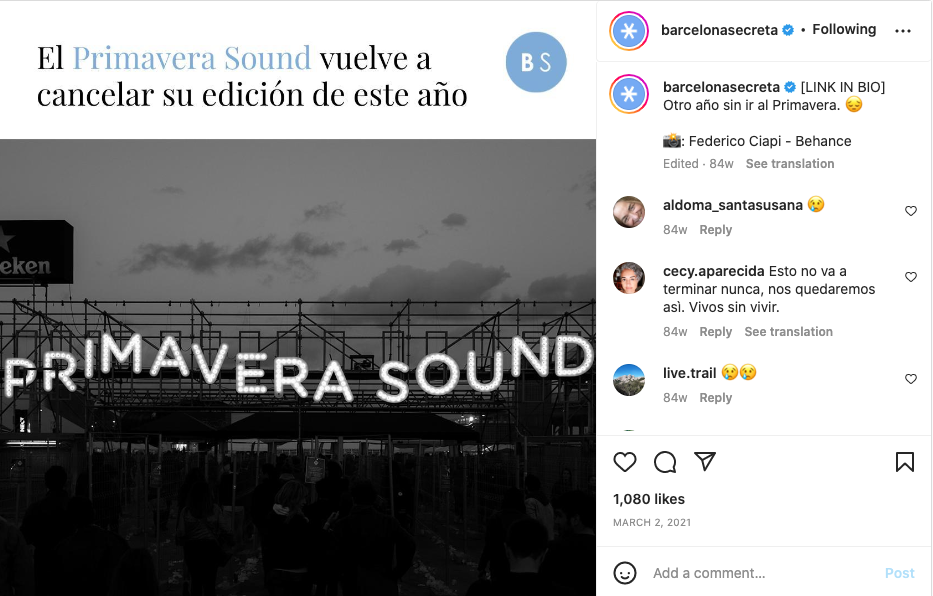 El Primavera Sound vuelve a
cancelar su edición de este año
BS
eken
PRIMAVERA SOUND
barcelonasecreta • Following
barcelonasecreta [LINK IN BIO]
Otro año sin ir al Primavera. 😔
📸: Federico Ciapi - Behance
Edited · 84w See translation
aldoma_santasusana 😢
84w Reply
cecy.aparecida Esto no va a
terminar nunca, nos quedaremos
asì. Vivos sin vivir.
84w Reply See translation
live.trail 😢😢
84w Reply
1,080 likes
MARCH 2, 2021
Add a comment...
Post